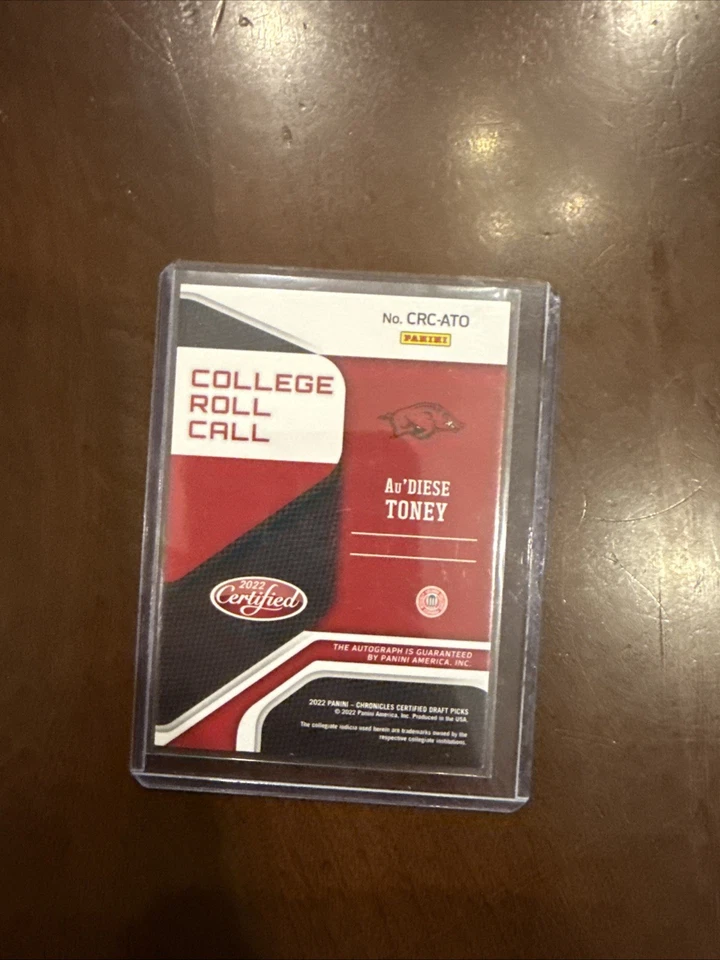 No. CRC-ATO
PANINI
COLLEGE
ROLL
CALL
Au'DIESE
TONEY
2022
Certified
THE AUTOGRAPH IS GUARANTEED
BY PANINI AMERICA, INC.
2022 PANINI – CHRONICLES CERTIFIED DRAFT PICKS
© 2022 Panini America, Inc. Produced in the USA.
The collegiate indicia used herein are trademarks owned by the
respective collegiate institutions.